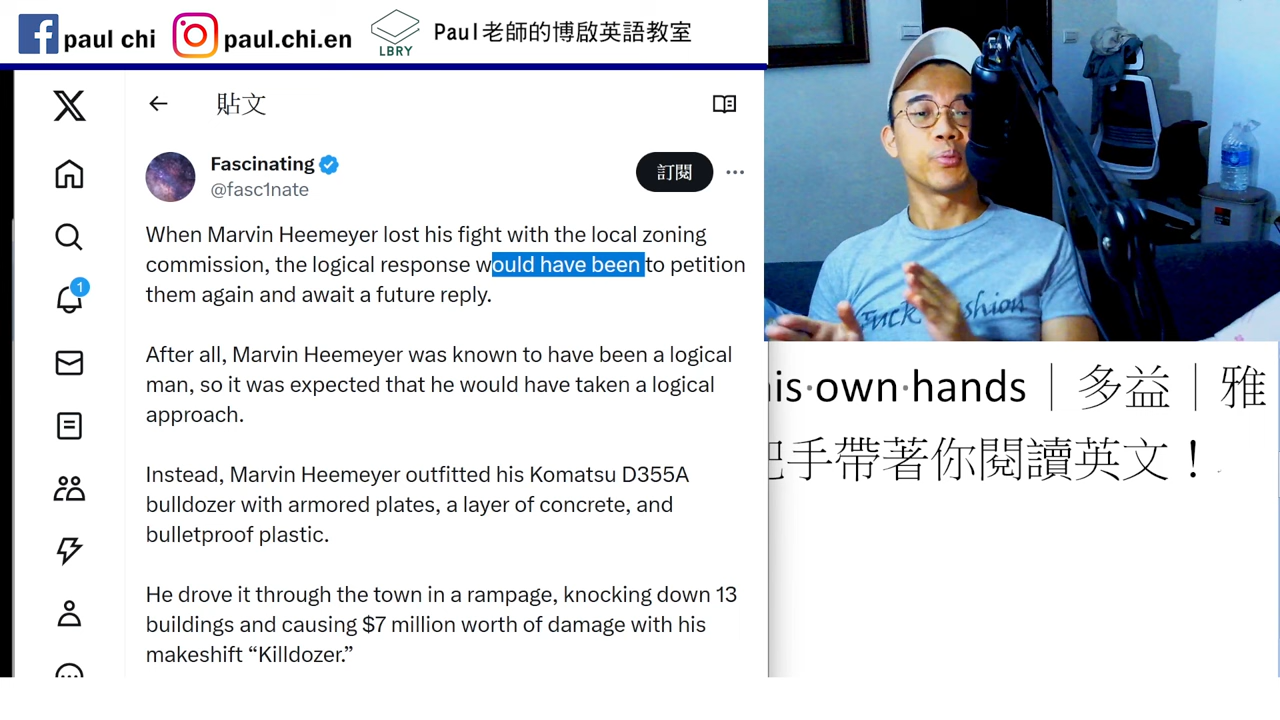 paul chi
paul.chi.en
LBRY
Paul老師的博啟英語教室
貼文
Fascinating
@fasc1nate
訂閱
When Marvin Heemeyer lost his fight with the local zoning
commission, the logical response would have been to petition
them again and await a future reply.
After all, Marvin Heemeyer was known to have been a logical
man, so it was expected that he would have taken a logical
approach.
Instead, Marvin Heemeyer outfitted his Komatsu D355A
bulldozer with armored plates, a layer of concrete, and
bulletproof plastic.
He drove it through the town in a rampage, knocking down 13
buildings and causing $7 million worth of damage with his
makeshift “Killdozer.”
1
Fuck Fashion
his·own·hands｜多益｜雅
把手帶著你閱讀英文！